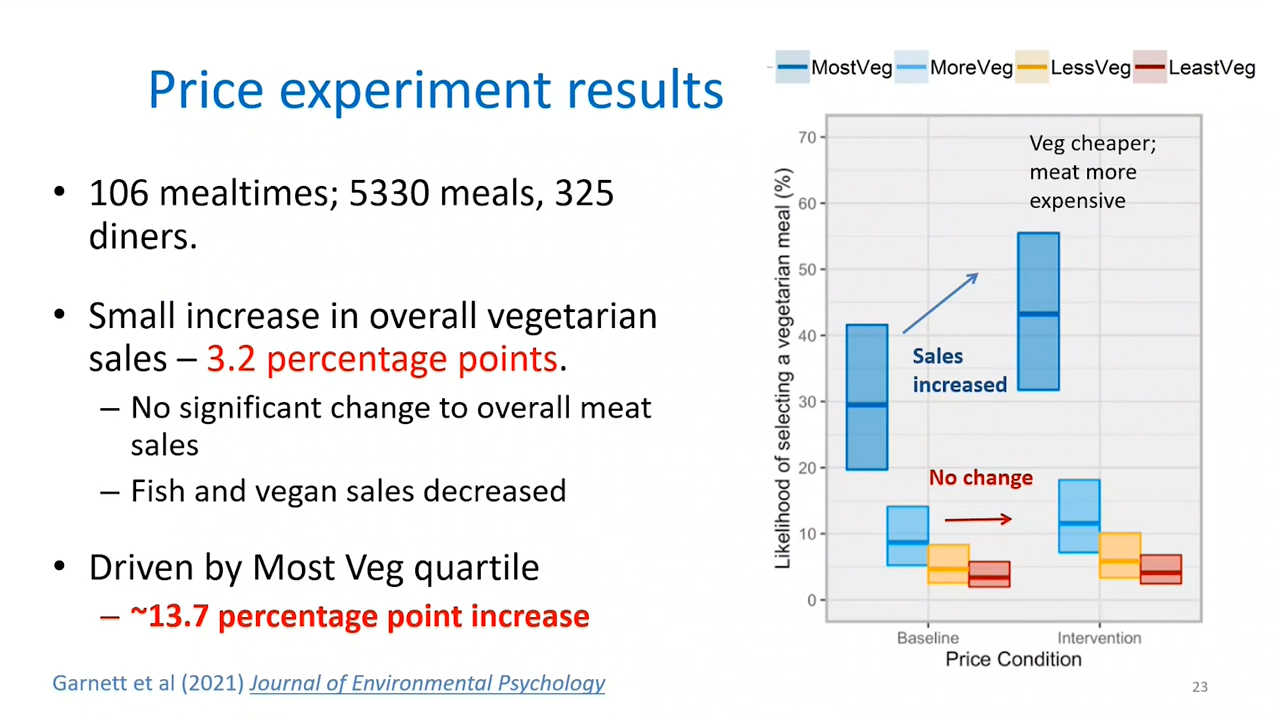 Price experiment results
• 106 mealtimes; 5330 meals, 325
diners.
• Small increase in overall vegetarian
sales – 3.2 percentage points.
– No significant change to overall meat
sales
– Fish and vegan sales decreased
• Driven by Most Veg quartile
– ~13.7 percentage point increase
Garnett et al (2021) Journal of Environmental Psychology
MostVeg MoreVeg LessVeg LeastVeg
Likelihood of selecting a vegetarian meal (%)
70
60
50
40
30
20
10
0
Veg cheaper;
meat more
expensive
Sales
increased
No change
Baseline Intervention
Price Condition
23